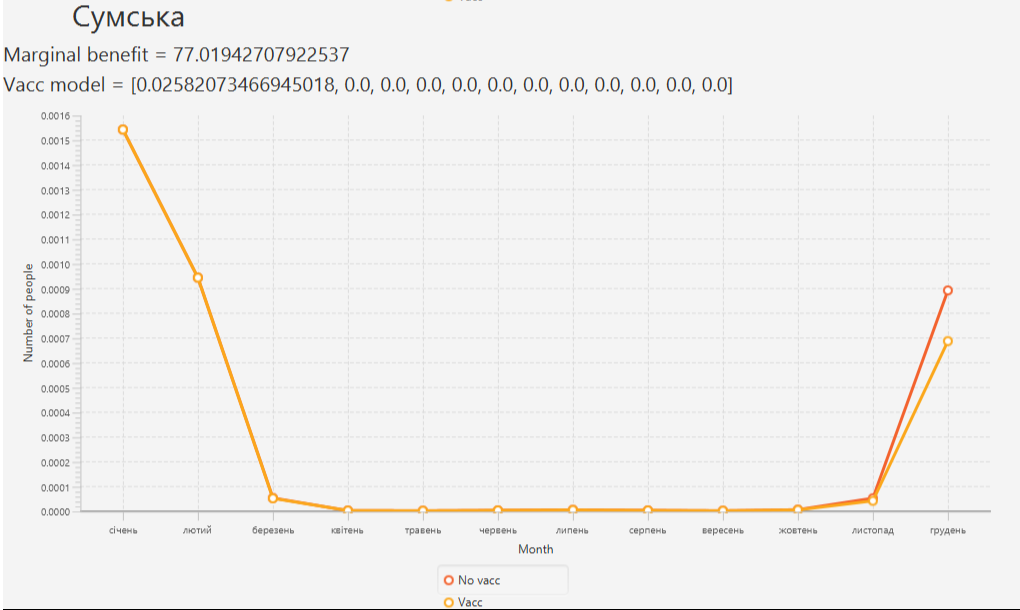 Сумська
Marginal benefit = 77.01942707922537
Vacc model = [0.02582073466945018, 0.0, 0.0, 0.0, 0.0, 0.0, 0.0, 0.0, 0.0, 0.0, 0.0, 0.0]
0.0016
0.0015
0.0014
0.0013
0.0012
0.0011
0.0010
0.0009
0.0008
0.0007
0.0006
0.0005
0.0004
0.0003
0.0002
0.0001
0.0000
Number of people
січень лютий березень квітень травень червень липень серпень вересень жовтень листопад грудень
Month
No vacc
Vacc